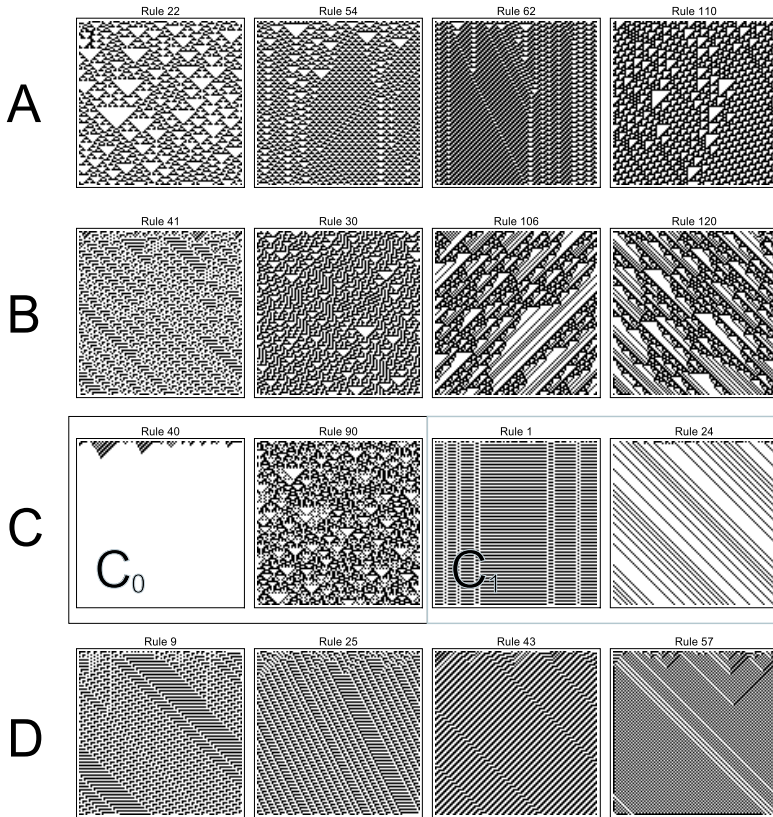 Rule 22 Rule 54 Rule 62 Rule 110
A
Rule 41 Rule 30 Rule 106 Rule 120
B
Rule 40 Rule 90 Rule 1 Rule 24
C
C₀ C₁
Rule 9 Rule 25 Rule 43 Rule 57
D